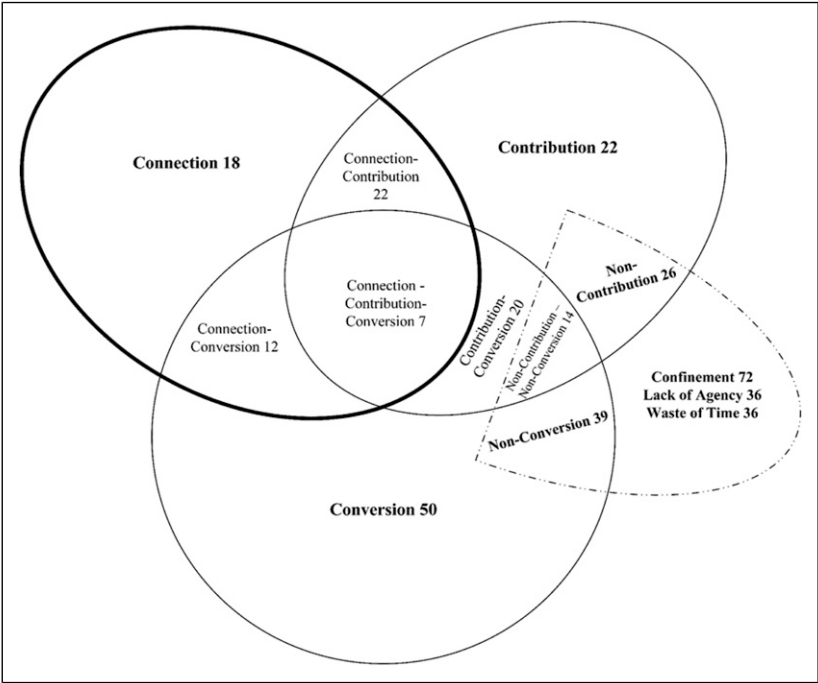 Connection 18
Connection-
Contribution
22
Contribution 22
Non-
Contribution 26
Connection -
Contribution-
Conversion 7
Contribution-
Conversion 20
Non-Contribution –
Non-Conversion 14
Connection-
Conversion 12
Confinement 72
Lack of Agency 36
Waste of Time 36
Non-Conversion 39
Conversion 50